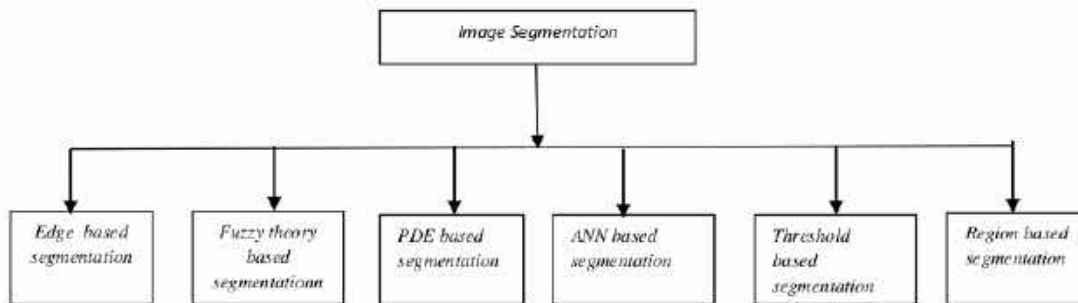 Image Segmentation
Edge based
segmentation
Fuzzy theory
based
segmentationn
PDE based
segmentation
ANN based
segmentation
Threshold
based
segmentation
Region based
segmentation